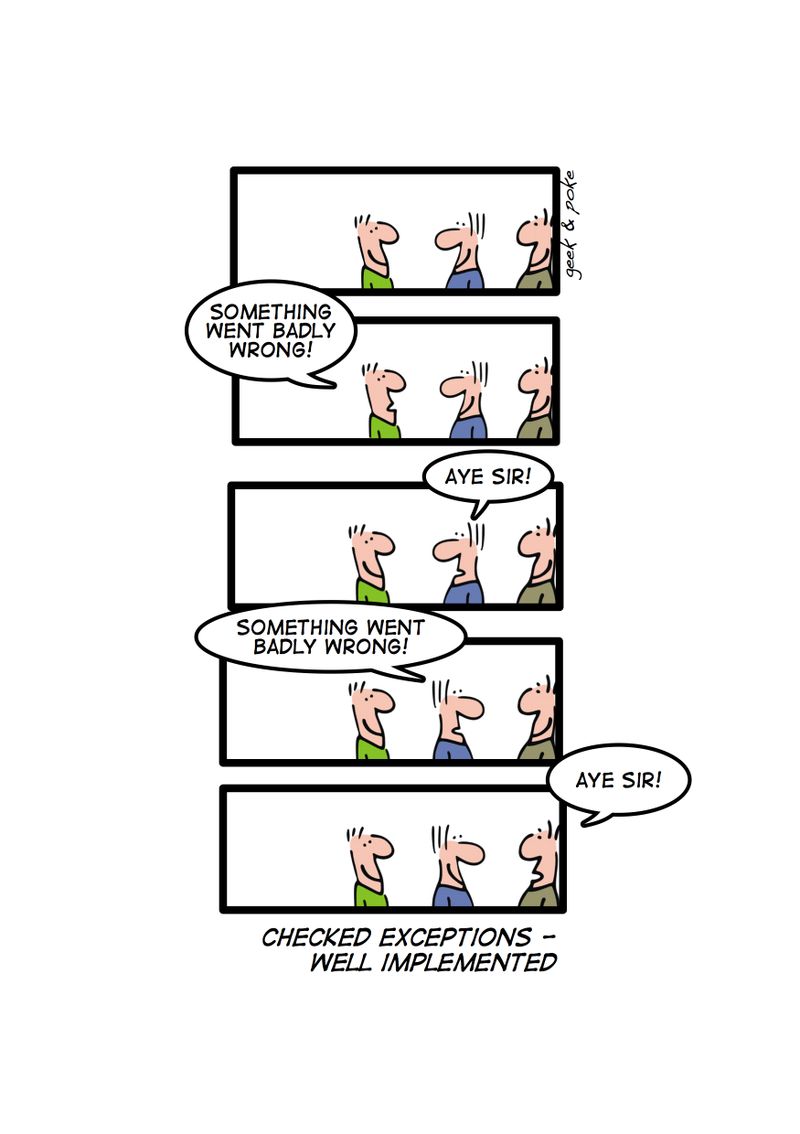 geek & poke
SOMETHING
WENT BADLY
WRONG!
AYE SIR!
SOMETHING WENT
BADLY WRONG!
AYE SIR!
CHECKED EXCEPTIONS -
WELL IMPLEMENTED